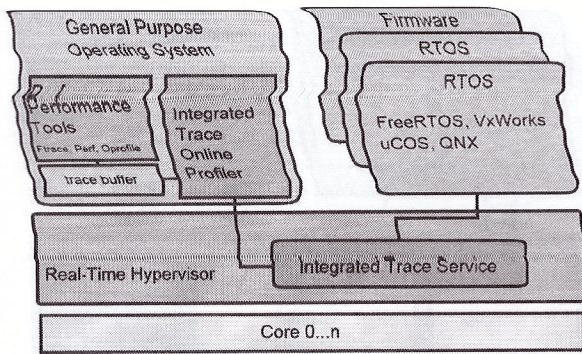 General Purpose
Operating System
Performance
Tools
Ftrace, Perf, Oprofile
trace buffer
Integrated
Trace
Online
Profiler
Firmware
RTOS
RTOS
FreeRTOS, VxWorks
uCOS, QNX
Real-Time Hypervisor
Integrated Trace Service
Core 0...n